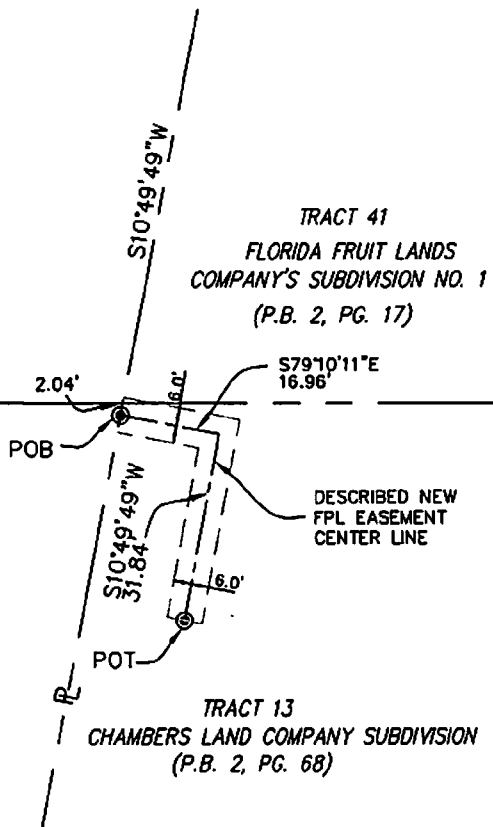 S10°49'49"W
TRACT 41
FLORIDA FRUIT LANDS
COMPANY'S SUBDIVISION NO. 1
(P.B. 2, PG. 17)
S79°10'11"E
16.96'
2.04'
6.0'
POB
S10°49'49"W
31.84'
DESCRIBED NEW
FPL EASEMENT
CENTER LINE
6.0'
POT
PL
TRACT 13
CHAMBERS LAND COMPANY SUBDIVISION
(P.B. 2, PG. 68)